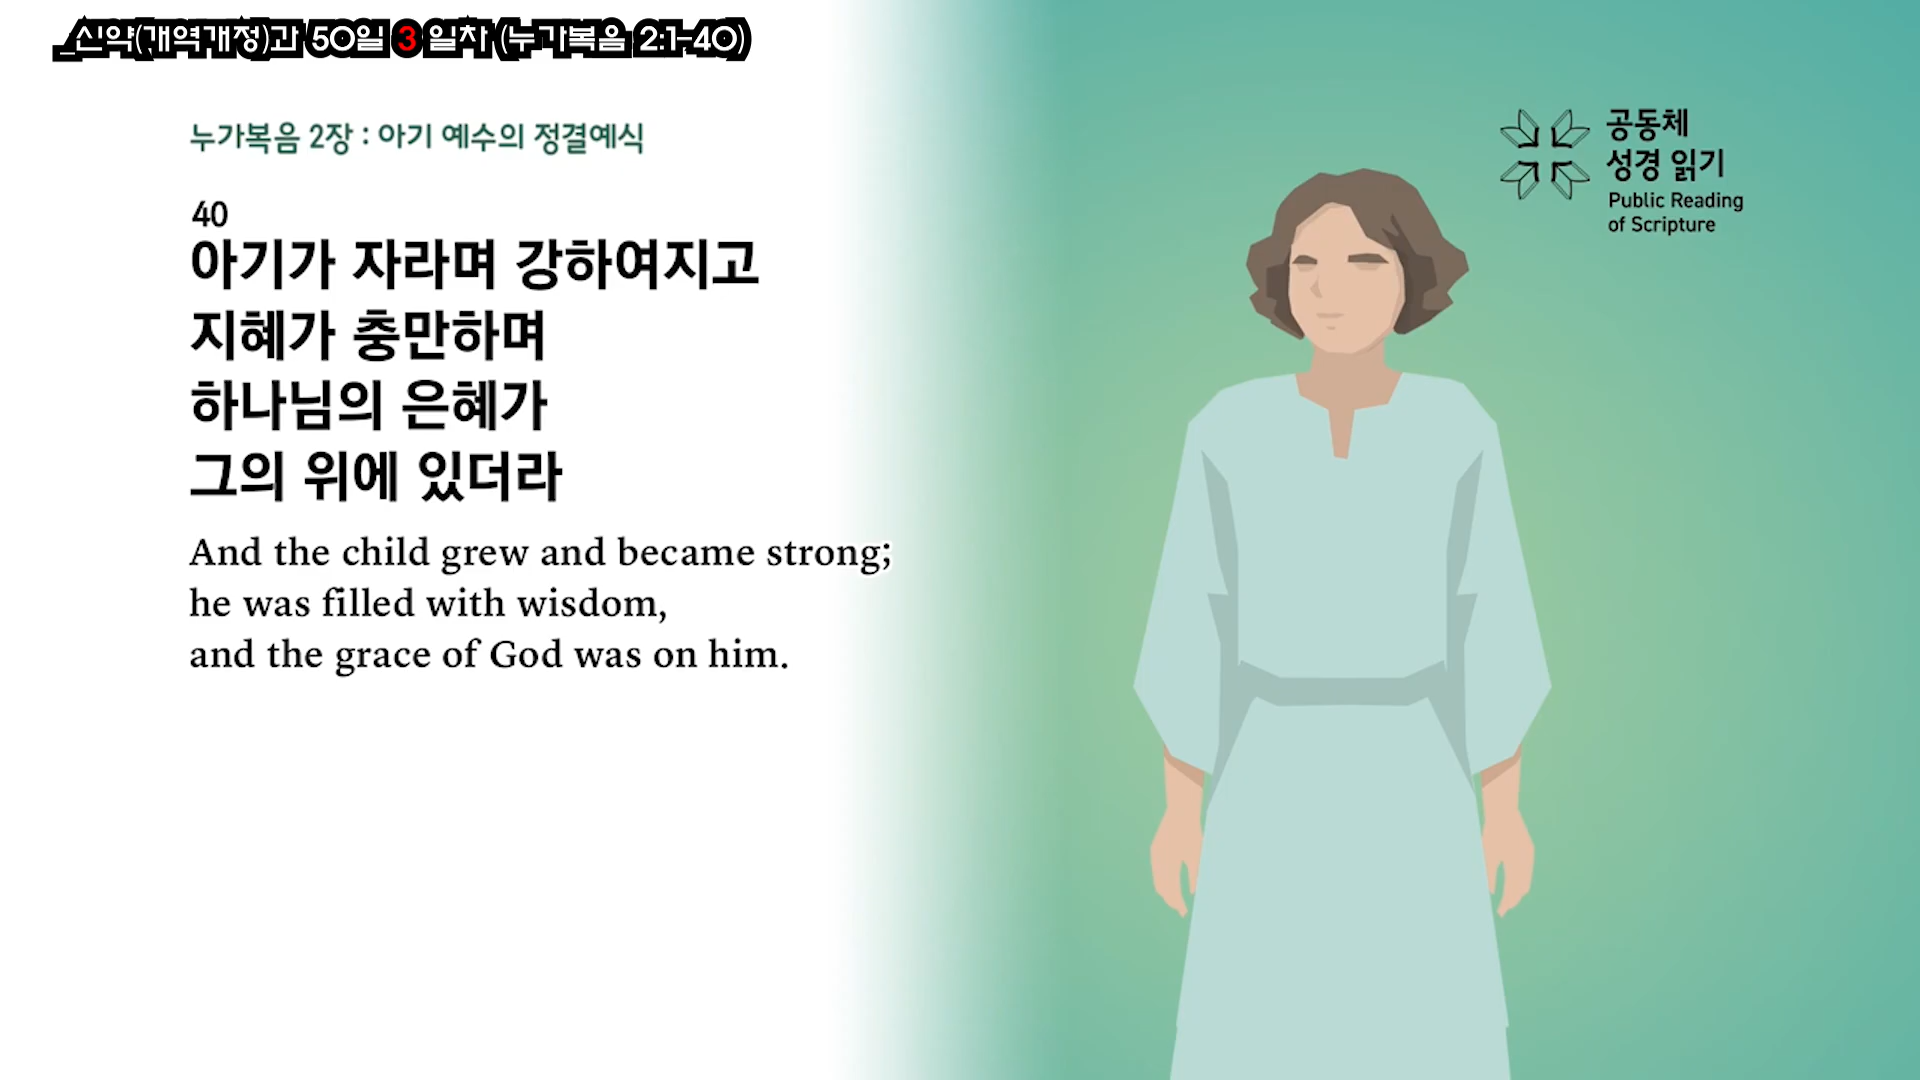 _신약(개역개정)과 50일 3 일차 (누가복음 2:1-40)
누가복음 2장 : 아기 예수의 정결예식
40
아기가 자라며 강하여지고
지혜가 충만하며
하나님의 은혜가
그의 위에 있더라
And the child grew and became strong;
he was filled with wisdom,
and the grace of God was on him.
공동체
성경 읽기
Public Reading
of Scripture